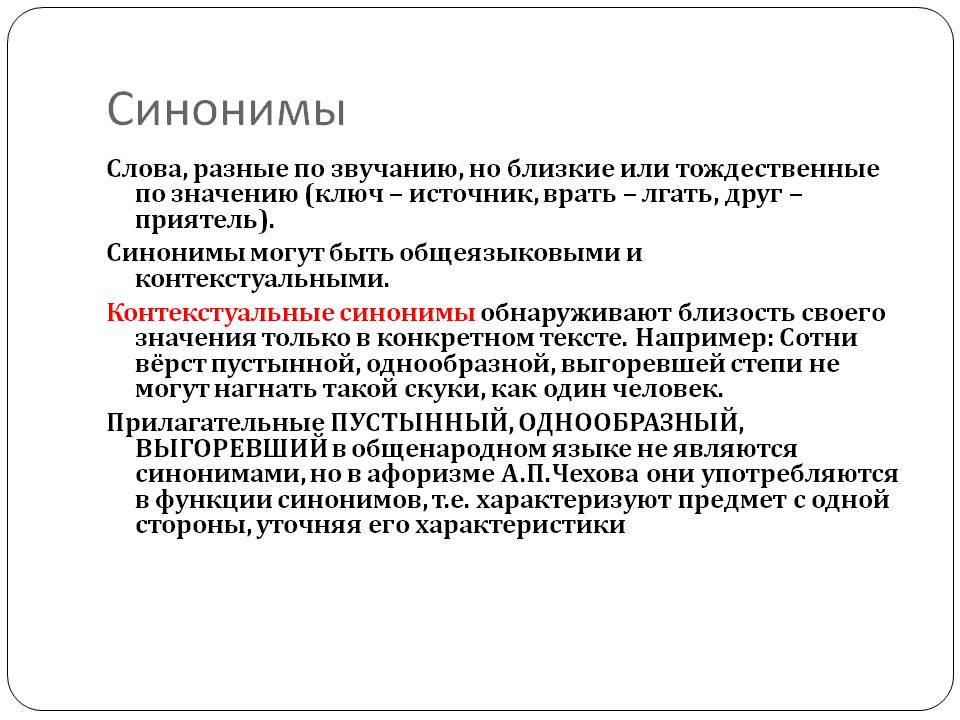 Синонимы
Слова, разные по звучанию, но близкие или тождественные
по значению (ключ – источник, врать – лгать, друг –
приятель).
Синонимы могут быть общеязыковыми и
контекстуальными.
Контекстуальные синонимы обнаруживают близость своего
значения только в конкретном тексте. Например: Сотни
вёрст пустынной, однообразной, выгоревшей степи не
могут нагнать такой скуки, как один человек.
Прилагательные ПУСТЫННЫЙ, ОДНООБРАЗНЫЙ,
ВЫГОРЕВШИЙ в общенародном языке не являются
синонимами, но в афоризме А.П.Чехова они употребляются
в функции синонимов, т.е. характеризуют предмет с одной
стороны, уточняя его характеристики